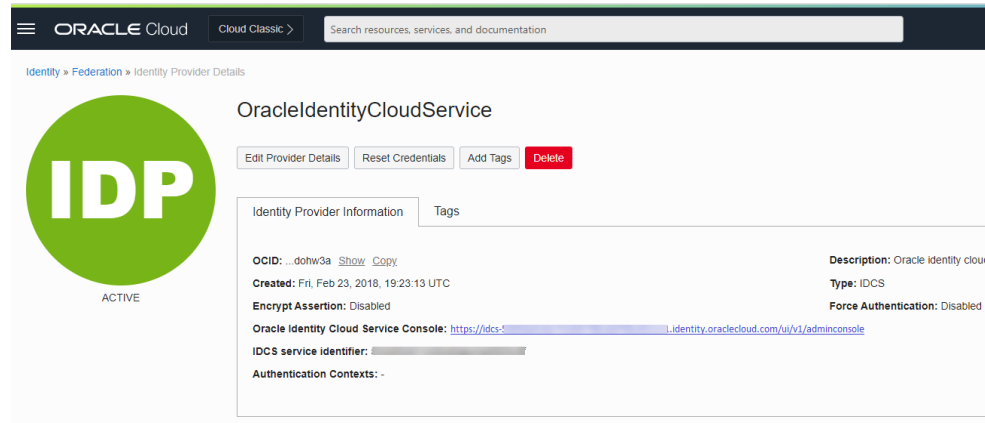 ORACLE Cloud
Cloud Classic >
Search resources, services, and documentation
Identity » Federation » Identity Provider Details
IDP
ACTIVE
OracleIdentityCloudService
Edit Provider Details
Reset Credentials
Add Tags
Delete
Identity Provider Information
Tags
OCID: ...dohw3a Show Copy
Created: Fri, Feb 23, 2018, 19:23:13 UTC
Encrypt Assertion: Disabled
Oracle Identity Cloud Service Console: https://idcs- .identity.oraclecloud.com/ui/v1/adminconsole
IDCS service identifier:
Authentication Contexts: -
Description: Oracle identity clou
Type: IDCS
Force Authentication: Disabled